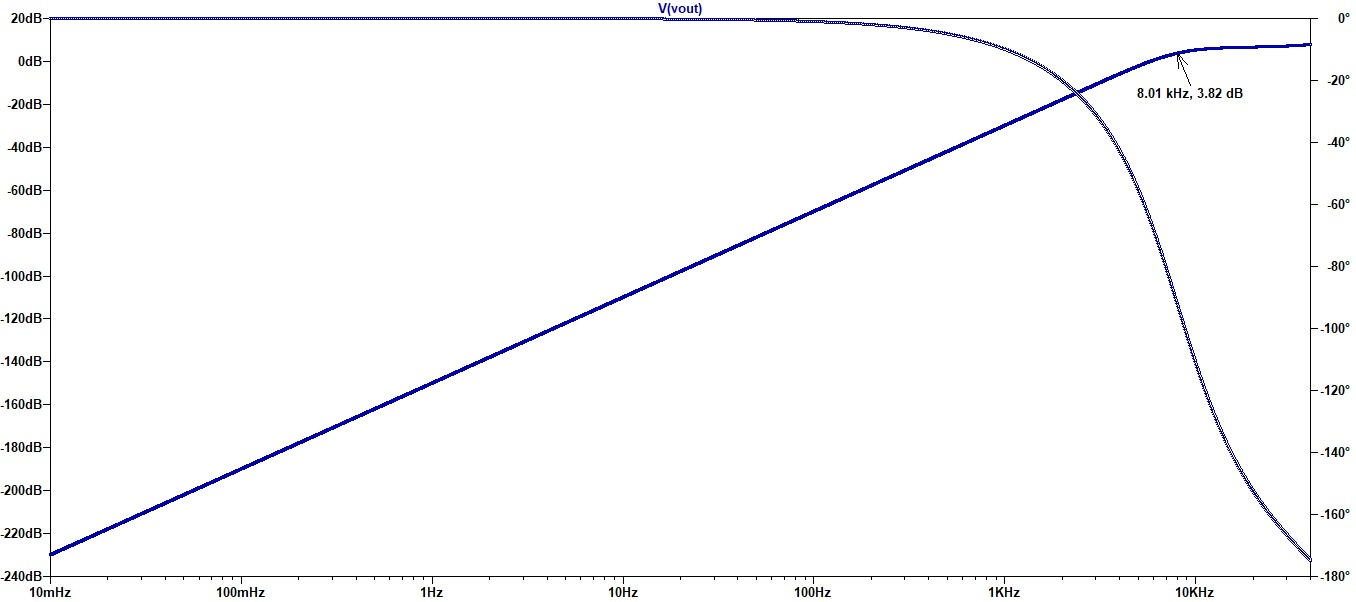 V(vout)
20dB
0dB
-20dB
-40dB
-60dB
-80dB
-100dB
-120dB
-140dB
-160dB
-180dB
-200dB
-220dB
-240dB
8.01 kHz, 3.82 dB
0°
-20°
-40°
-60°
-80°
-100°
-120°
-140°
-160°
-180°
10mHz 100mHz 1Hz 10Hz 100Hz 1KHz 10KHz